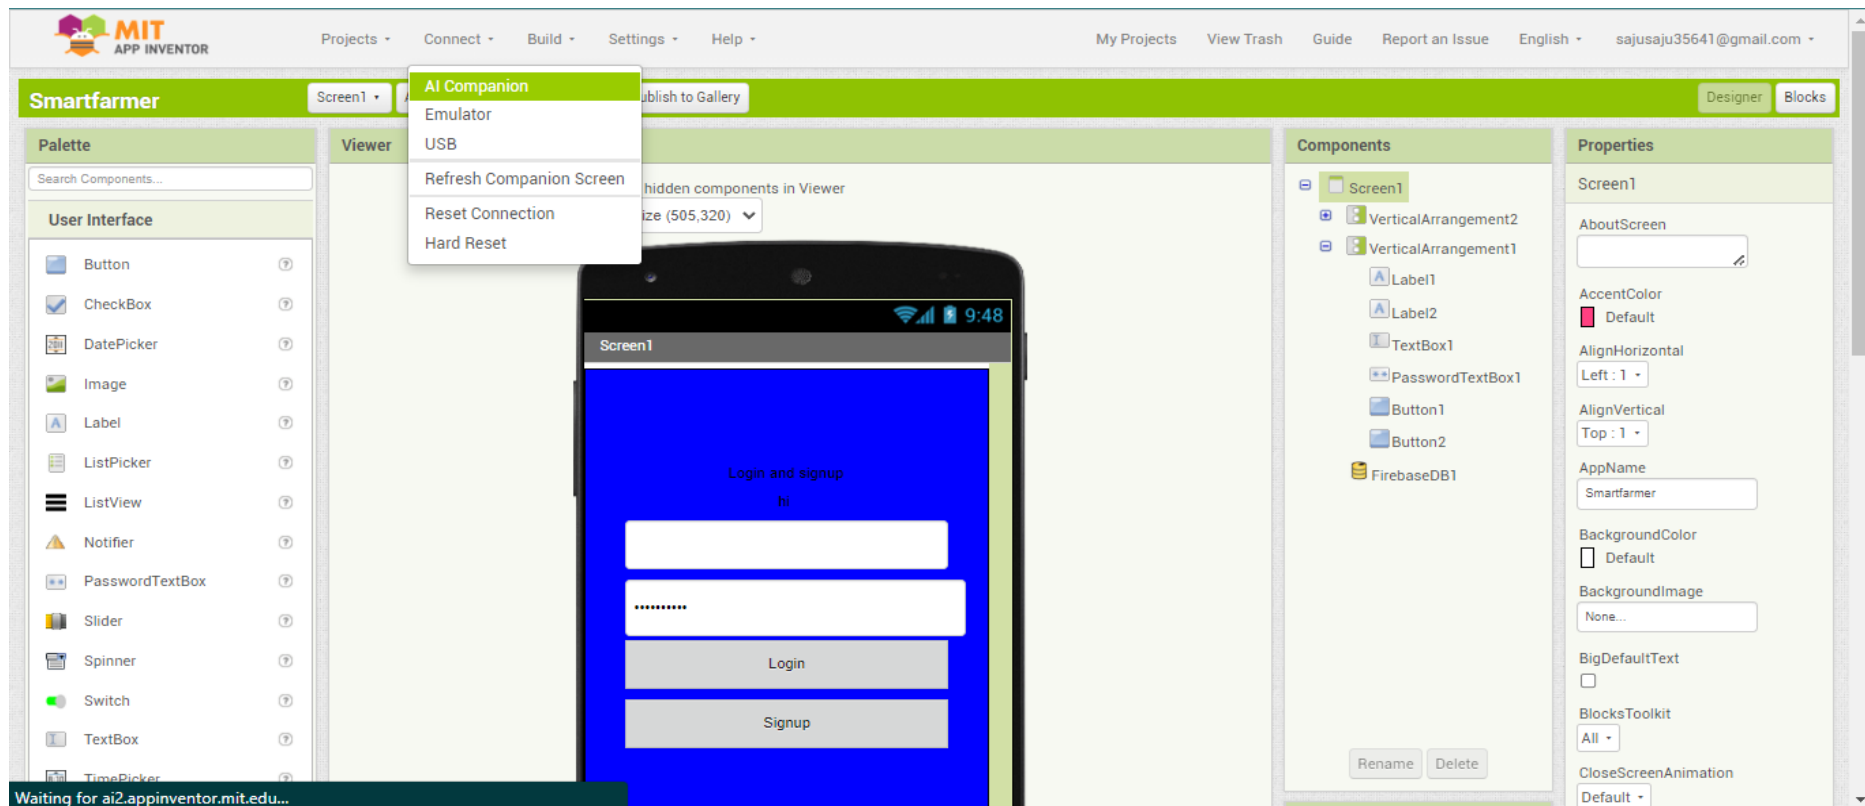 MIT
APP INVENTOR
Projects Connect Build Settings Help My Projects View Trash Guide Report an Issue English sajusaju35641@gmail.com
Smartfarmer Screen1 ublish to Gallery Designer Blocks
AI Companion
Emulator
USB
Refresh Companion Screen
Reset Connection
Hard Reset
Palette
Search Components...
User Interface
Button
CheckBox
DatePicker
Image
Label
ListPicker
ListView
Notifier
PasswordTextBox
Slider
Spinner
Switch
TextBox
TimePicker
Viewer
hidden components in Viewer
ize (505,320)
9:48
Screen1
Login and signup
hi
••••••••••
Login
Signup
Components
Screen1
VerticalArrangement2
VerticalArrangement1
Label1
Label2
TextBox1
PasswordTextBox1
Button1
Button2
FirebaseDB1
Rename Delete
Properties
Screen1
AboutScreen
AccentColor
Default
AlignHorizontal
Left : 1
AlignVertical
Top : 1
AppName
Smartfarmer
BackgroundColor
Default
BackgroundImage
None...
BigDefaultText
BlocksToolkit
All
CloseScreenAnimation
Default
Waiting for ai2.appinventor.mit.edu...